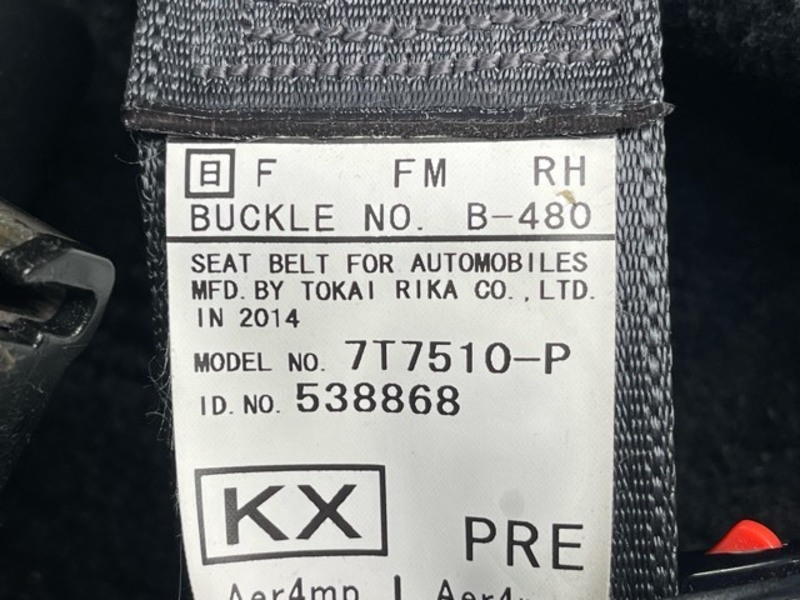 日 F FM RH
BUCKLE NO. B-480
SEAT BELT FOR AUTOMOBILES
MFD. BY TOKAI RIKA CO., LTD.
IN 2014
MODEL NO. 7T7510-P
ID. NO. 538868
KX PRE
Aer4mp